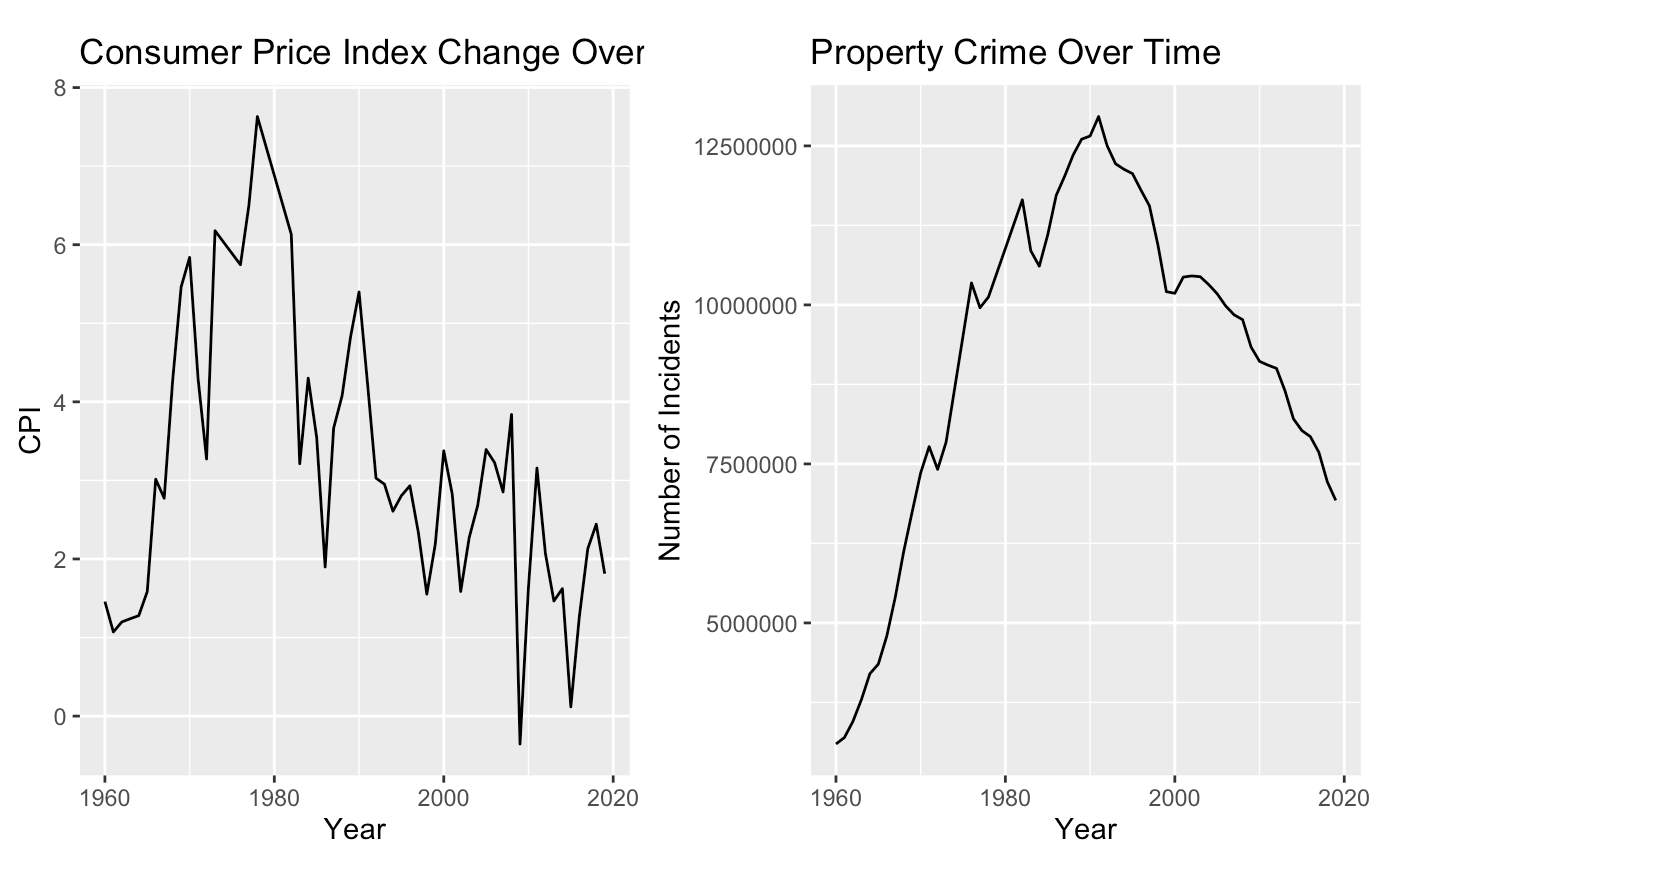 Consumer Price Index Change Over
8
6
4
2
0
CPI
1960 1980 2000 2020
Year
Property Crime Over Time
12500000
10000000
7500000
5000000
Number of Incidents
1960 1980 2000 2020
Year